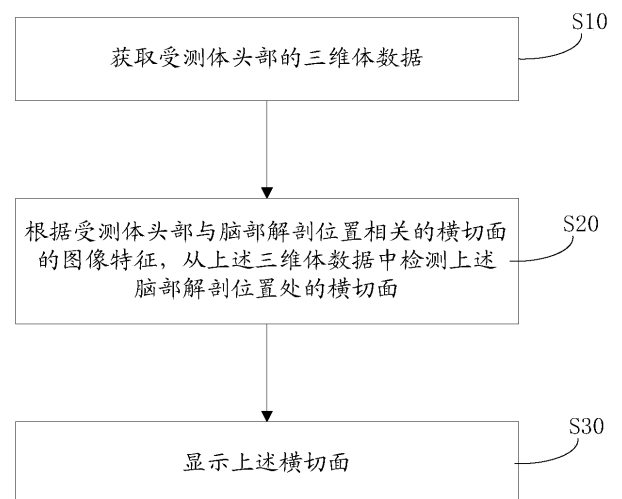 S10
获取受测体头部的三维体数据
S20
根据受测体头部与脑部解剖位置相关的横切面
的图像特征，从上述三维体数据中检测上述
脑部解剖位置处的横切面
S30
显示上述横切面